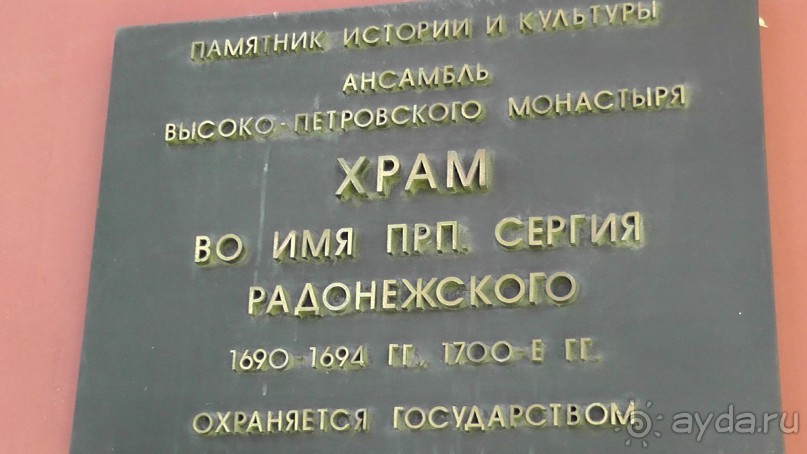 ПАМЯТНИК ИСТОРИИ И КУЛЬТУРЫ
АНСАМБЛЬ
ВЫСОКО-ПЕТРОВСКОГО МОНАСТЫРЯ
ХРАМ
ВО ИМЯ ПРП. СЕРГИЯ
РАДОНЕЖСКОГО
1690-1694 ГГ., 1700-Е ГГ.
ОХРАНЯЕТСЯ ГОСУДАРСТВОМ
ayda.ru